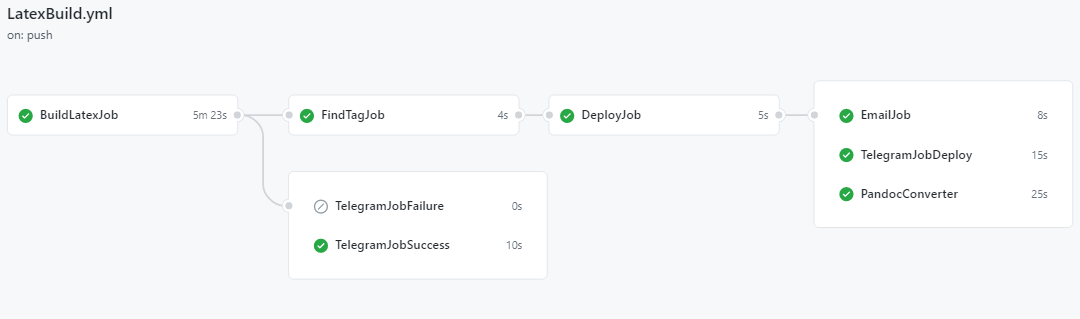 LatexBuild.yml
on: push
BuildLatexJob 5m 23s
FindTagJob 4s
DeployJob 5s
EmailJob 8s
TelegramJobDeploy 15s
PandocConverter 25s
TelegramJobFailure 0s
TelegramJobSuccess 10s